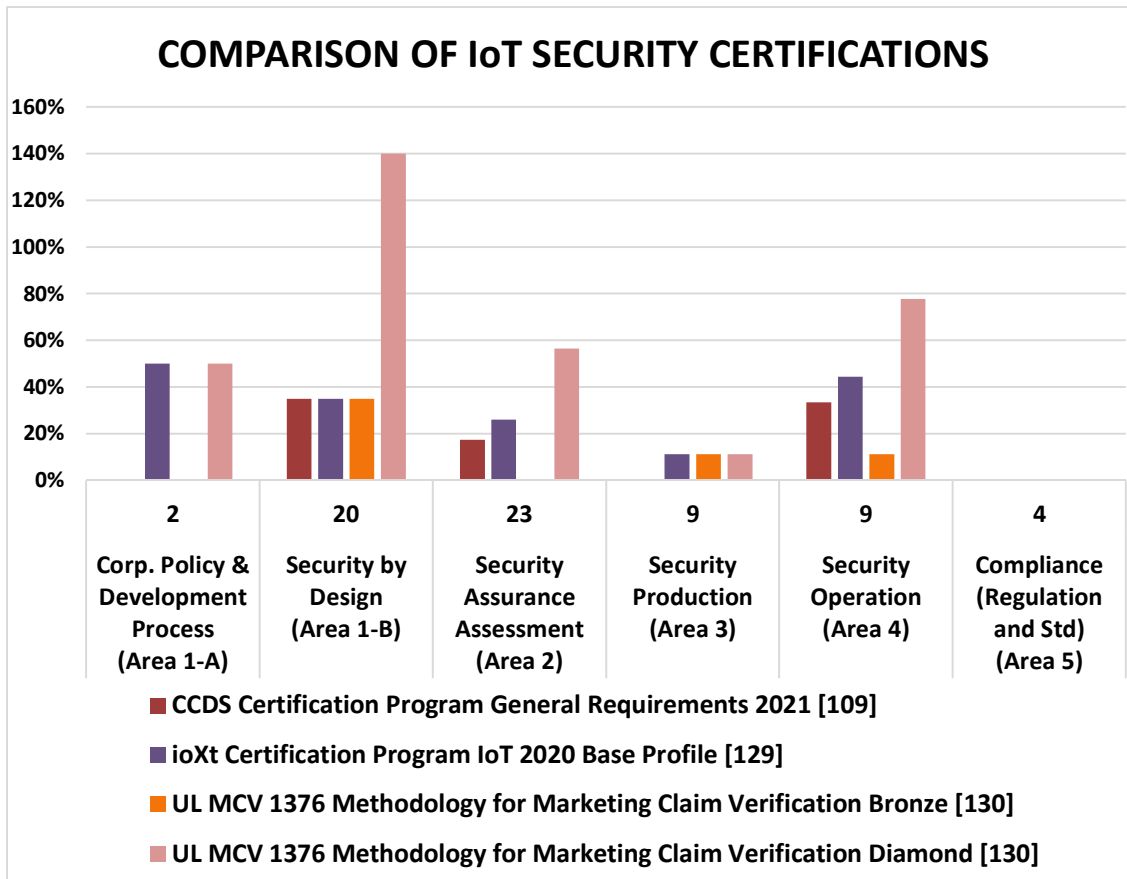 COMPARISON OF IoT SECURITY CERTIFICATIONS
160%
140%
120%
100%
80%
60%
40%
20%
0%
2
Corp. Policy &
Development
Process
(Area 1-A)
20
Security by
Design
(Area 1-B)
23
Security
Assurance
Assessment
(Area 2)
9
Security
Production
(Area 3)
9
Security
Operation
(Area 4)
4
Compliance
(Regulation
and Std)
(Area 5)
CCDS Certification Program General Requirements 2021 [109]
ioXt Certification Program IoT 2020 Base Profile [129]
UL MCV 1376 Methodology for Marketing Claim Verification Bronze [130]
UL MCV 1376 Methodology for Marketing Claim Verification Diamond [130]